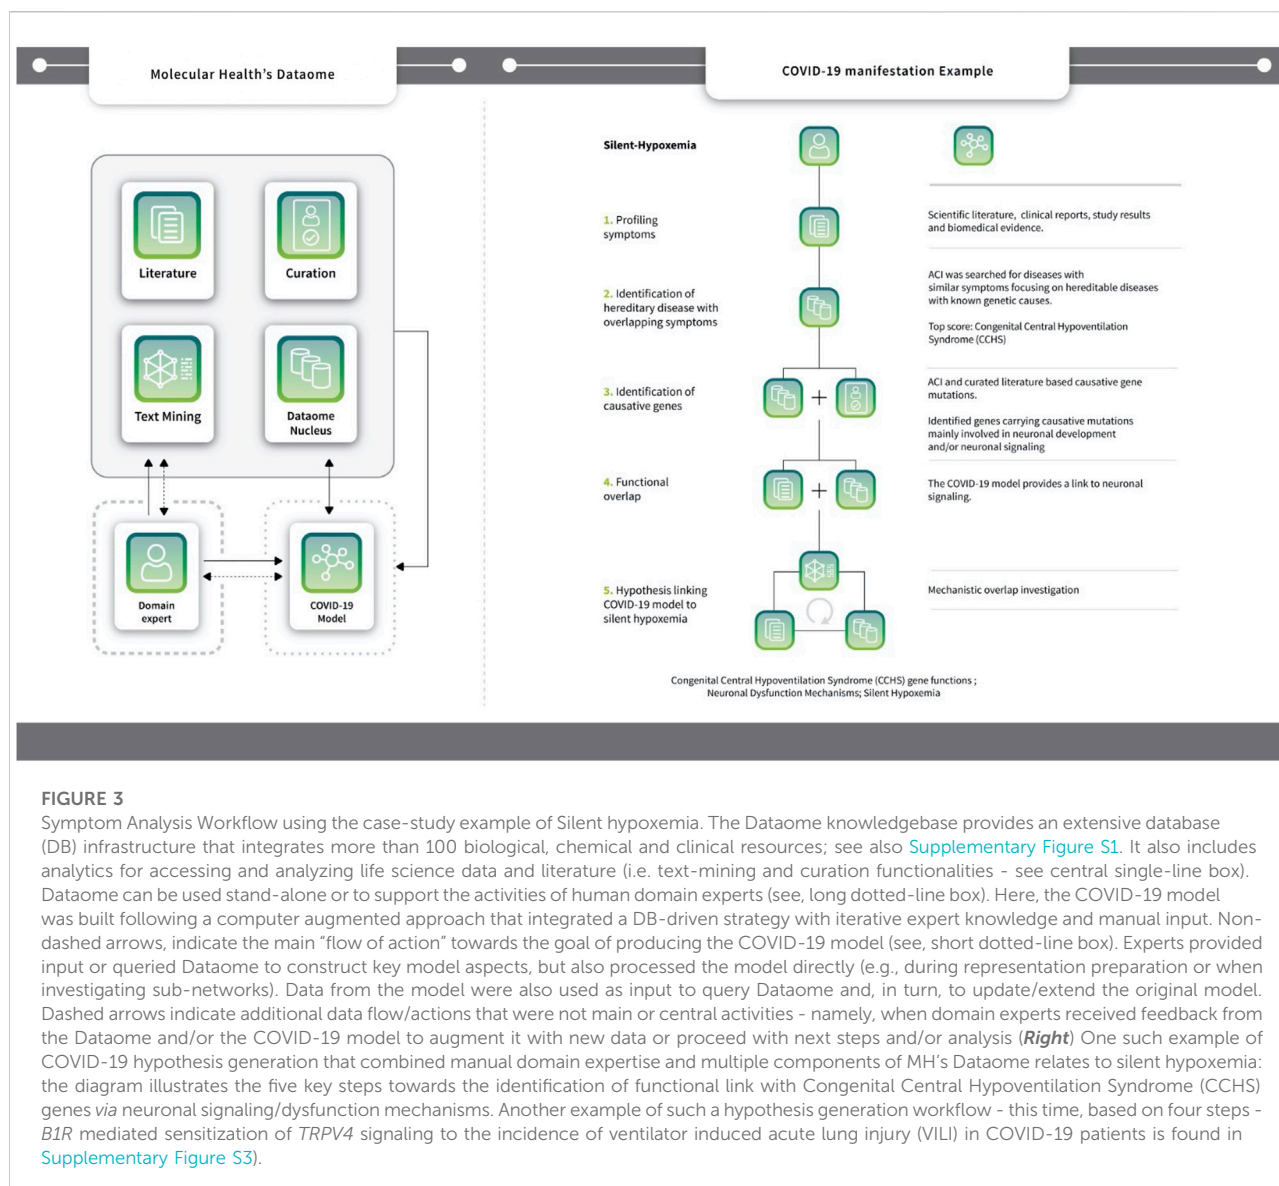 Molecular Health's Dataome
COVID-19 manifestation Example
Literature
Curation
Text Mining
Dataome
Nucleus
Domain
expert
COVID-19
Model
Silent-Hypoxemia
1. Profiling
symptoms
Scientific literature, clinical reports, study results
and biomedical evidence.
2. Identification of
hereditary disease with
overlapping symptoms
ACI was searched for diseases with
similar symptoms focusing on hereditable diseases
with known genetic causes.
Top score: Congenital Central Hypoventilation
Syndrome (CCHS)
3. Identification of
causative genes
+
ACI and curated literature based causative gene
mutations.
Identified genes carrying causative mutations
mainly involved in neuronal development
and/or neuronal signaling
4. Functional
overlap
+
The COVID-19 model provides a link to neuronal
signaling.
5. Hypothesis linking
COVID-19 model to
silent hypoxemia
Mechanistic overlap investigation
Congenital Central Hypoventilation Syndrome (CCHS) gene functions ;
Neuronal Dysfunction Mechanisms; Silent Hypoxemia
FIGURE 3
Symptom Analysis Workflow using the case-study example of Silent hypoxemia. The Dataome knowledgebase provides an extensive database
(DB) infrastructure that integrates more than 100 biological, chemical and clinical resources; see also Supplementary Figure S1. It also includes
analytics for accessing and analyzing life science data and literature (i.e. text-mining and curation functionalities - see central single-line box).
Dataome can be used stand-alone or to support the activities of human domain experts (see, long dotted-line box). Here, the COVID-19 model
was built following a computer augmented approach that integrated a DB-driven strategy with iterative expert knowledge and manual input. Non-
dashed arrows, indicate the main "flow of action" towards the goal of producing the COVID-19 model (see, short dotted-line box). Experts provided
input or queried Dataome to construct key model aspects, but also processed the model directly (e.g., during representation preparation or when
investigating sub-networks). Data from the model were also used as input to query Dataome and, in turn, to update/extend the original model.
Dashed arrows indicate additional data flow/actions that were not main or central activities - namely, when domain experts received feedback from
the Dataome and/or the COVID-19 model to augment it with new data or proceed with next steps and/or analysis (Right) One such example of
COVID-19 hypothesis generation that combined manual domain expertise and multiple components of MH's Dataome relates to silent hypoxemia:
the diagram illustrates the five key steps towards the identification of functional link with Congenital Central Hypoventilation Syndrome (CCHS)
genes via neuronal signaling/dysfunction mechanisms. Another example of such a hypothesis generation workflow - this time, based on four steps -
B1R mediated sensitization of TRPV4 signaling to the incidence of ventilator induced acute lung injury (VILI) in COVID-19 patients is found in
Supplementary Figure S3).